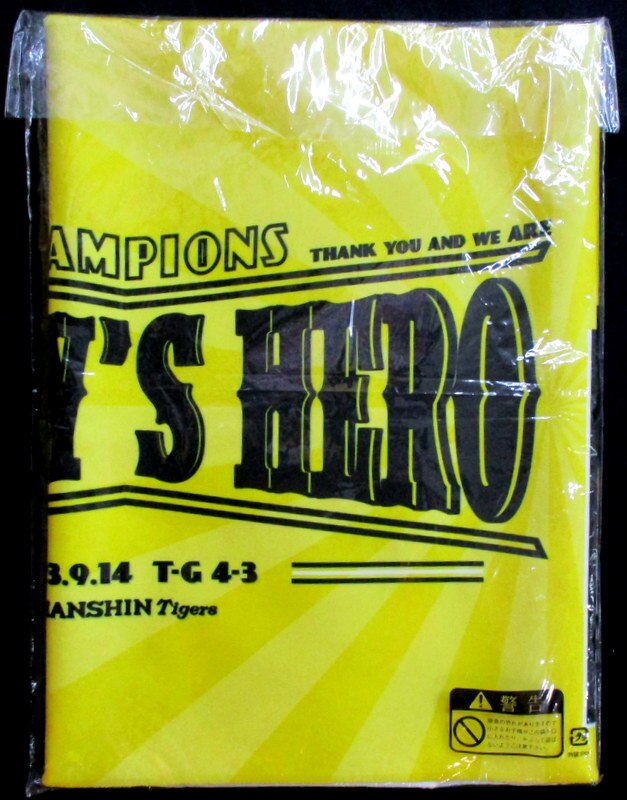 AMPIONS THANK YOU AND WE ARE
Y'S HERO
3.9.14 T-G 4-3
ANSHIN Tigers
警告